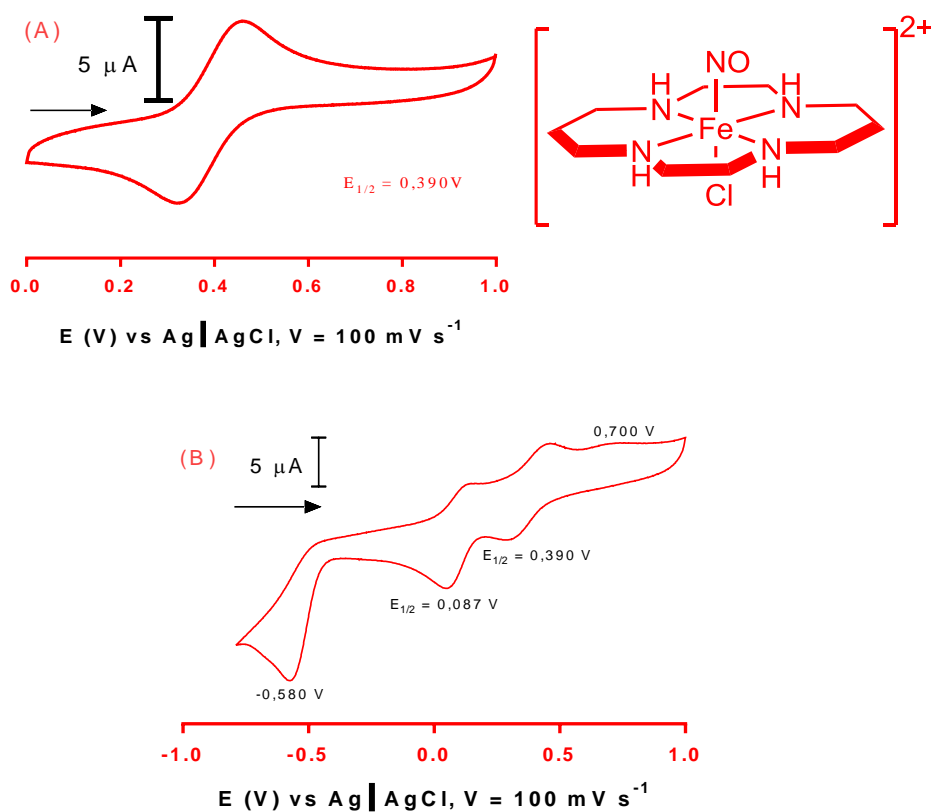 (A)
5 μA
E1/2 = 0,390V
0.0 0.2 0.4 0.6 0.8 1.0
E (V) vs Ag | AgCl, V = 100 mV s-1
2+
NO
H H
N N
Fe
N N
H H
Cl
(B)
5 μA
0,700 V
E1/2 = 0,390 V
E1/2 = 0,087 V
-0,580 V
-1.0 -0.5 0.0 0.5 1.0
E (V) vs Ag | AgCl, V = 100 mV s-1